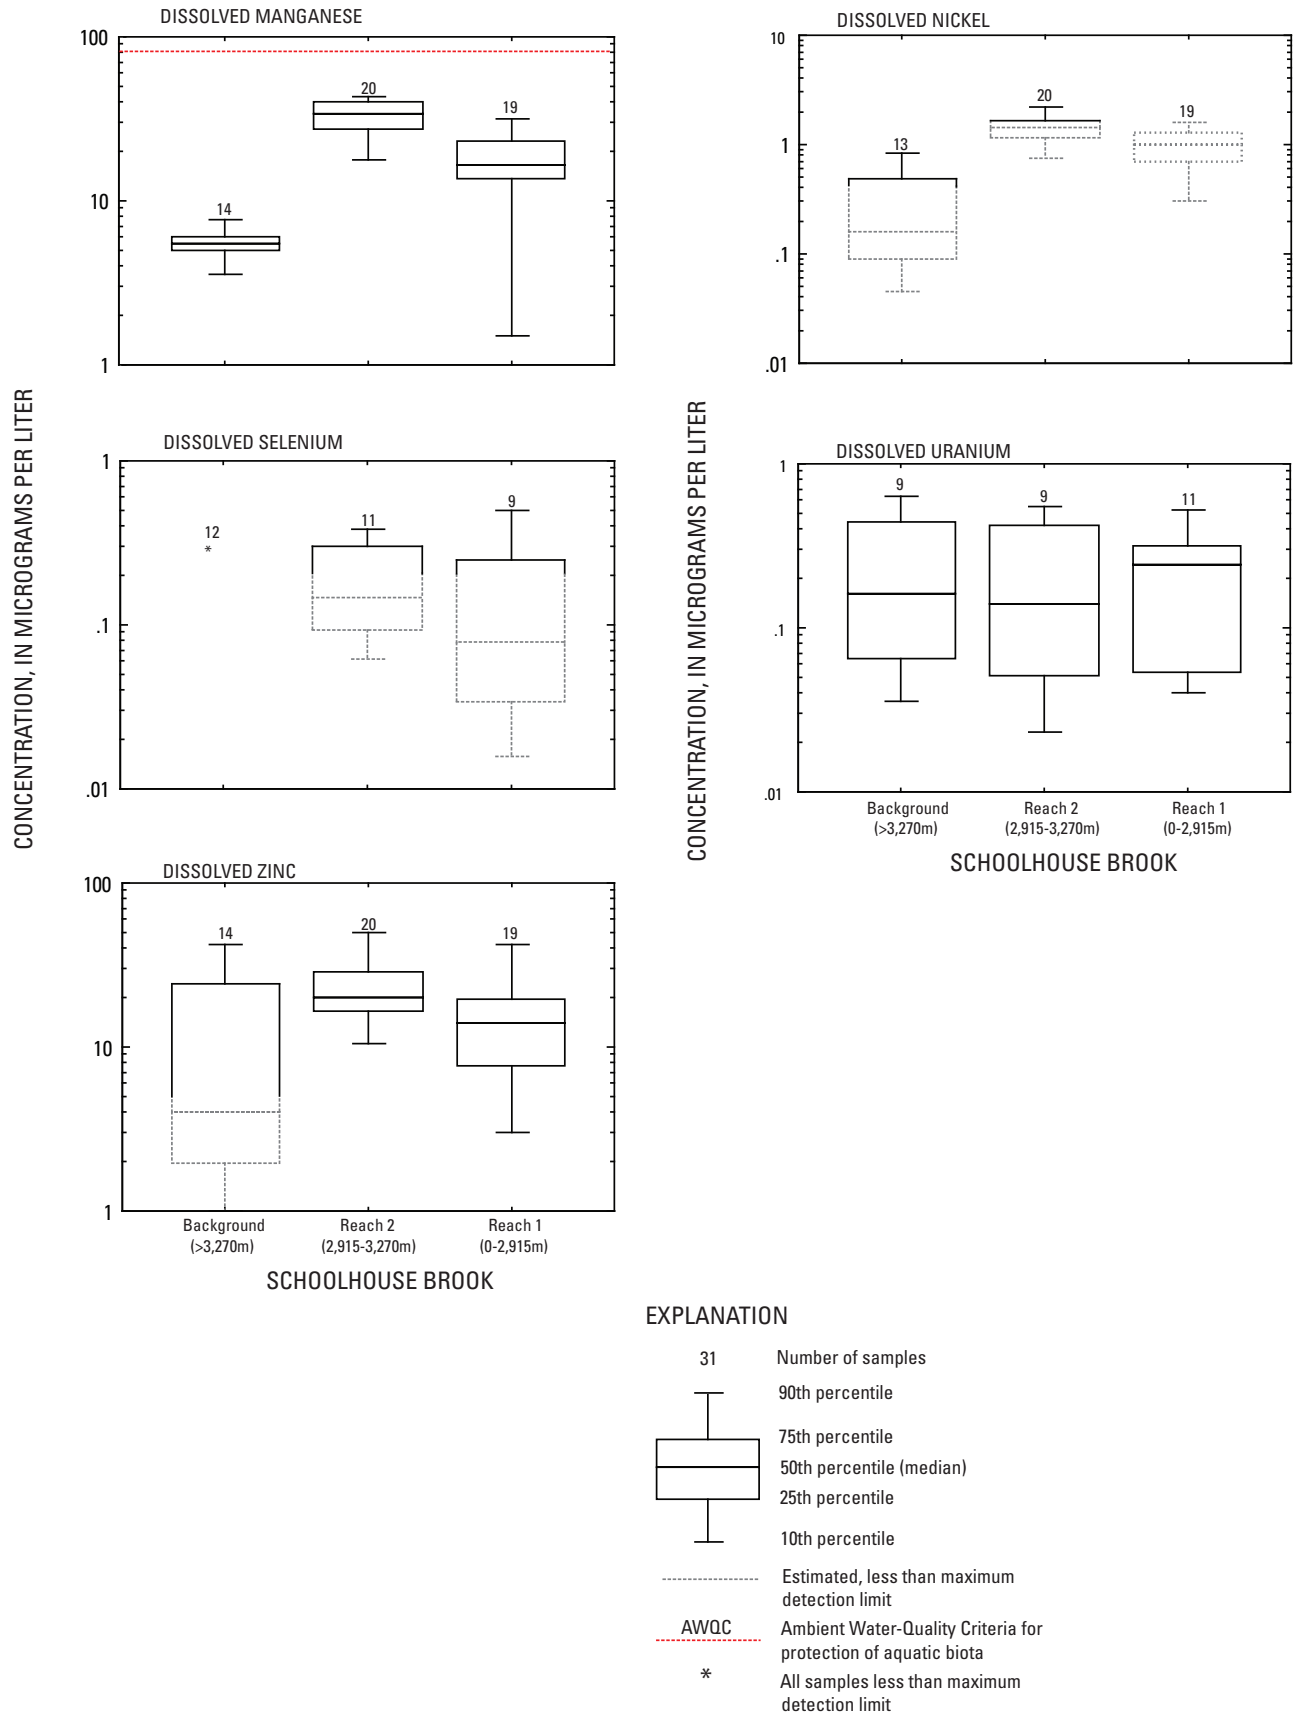 DISSOLVED MANGANESE
100
10
1
14
20
19
DISSOLVED NICKEL
10
1
.1
.01
13
20
19
CONCENTRATION, IN MICROGRAMS PER LITER
DISSOLVED SELENIUM
1
.1
.01
12
*
11
9
CONCENTRATION, IN MICROGRAMS PER LITER
DISSOLVED URANIUM
1
.1
.01
9
9
11
Background
(>3,270m)
Reach 2
(2,915-3,270m)
Reach 1
(0-2,915m)
SCHOOLHOUSE BROOK
DISSOLVED ZINC
100
10
1
14
20
19
Background
(>3,270m)
Reach 2
(2,915-3,270m)
Reach 1
(0-2,915m)
SCHOOLHOUSE BROOK
EXPLANATION
31 Number of samples
90th percentile
75th percentile
50th percentile (median)
25th percentile
10th percentile
Estimated, less than maximum
detection limit
AWQC Ambient Water-Quality Criteria for
protection of aquatic biota
* All samples less than maximum
detection limit